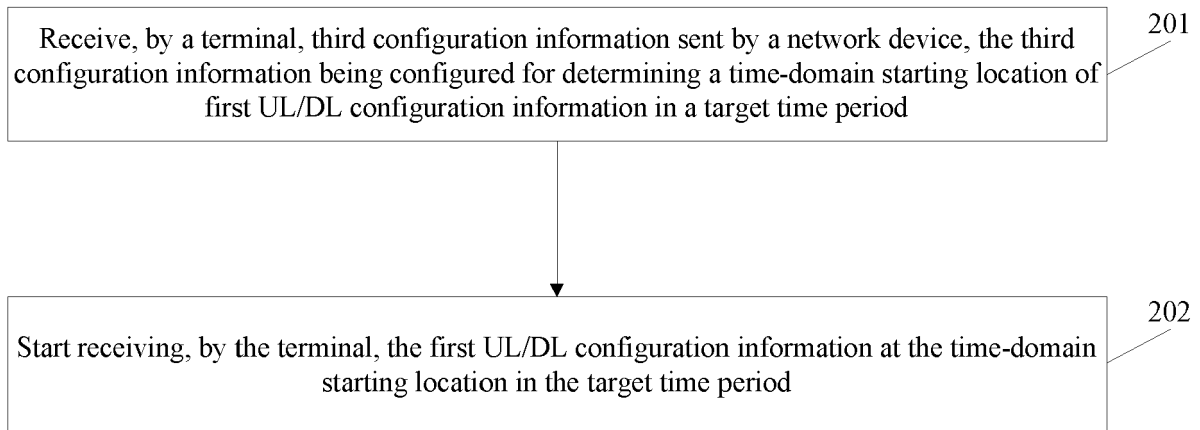 Receive, by a terminal, third configuration information sent by a network device, the third
configuration information being configured for determining a time-domain starting location of
first UL/DL configuration information in a target time period
201
Start receiving, by the terminal, the first UL/DL configuration information at the time-domain
starting location in the target time period
202